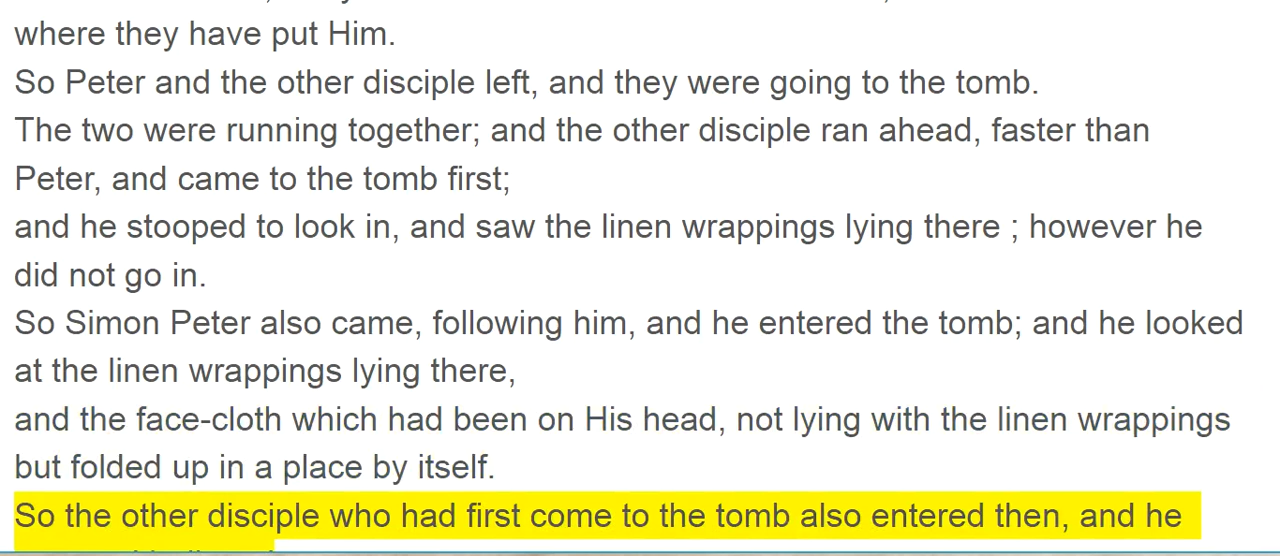 where they have put Him.
So Peter and the other disciple left, and they were going to the tomb.
The two were running together; and the other disciple ran ahead, faster than
Peter, and came to the tomb first;
and he stooped to look in, and saw the linen wrappings lying there ; however he
did not go in.
So Simon Peter also came, following him, and he entered the tomb; and he looked
at the linen wrappings lying there,
and the face-cloth which had been on His head, not lying with the linen wrappings
but folded up in a place by itself.
So the other disciple who had first come to the tomb also entered then, and he